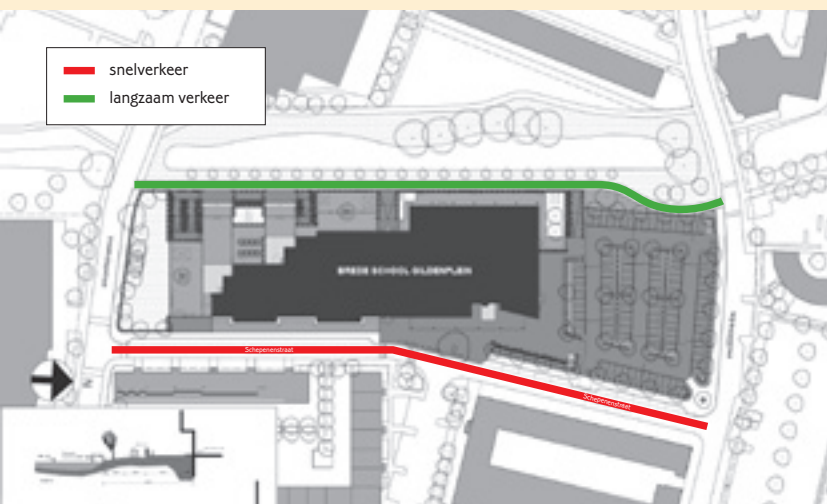 snelverkeer
langzaam verkeer
BREDE SCHOOL GILDENPLEIN
Schepenenstraat
Schepenenstraat
N